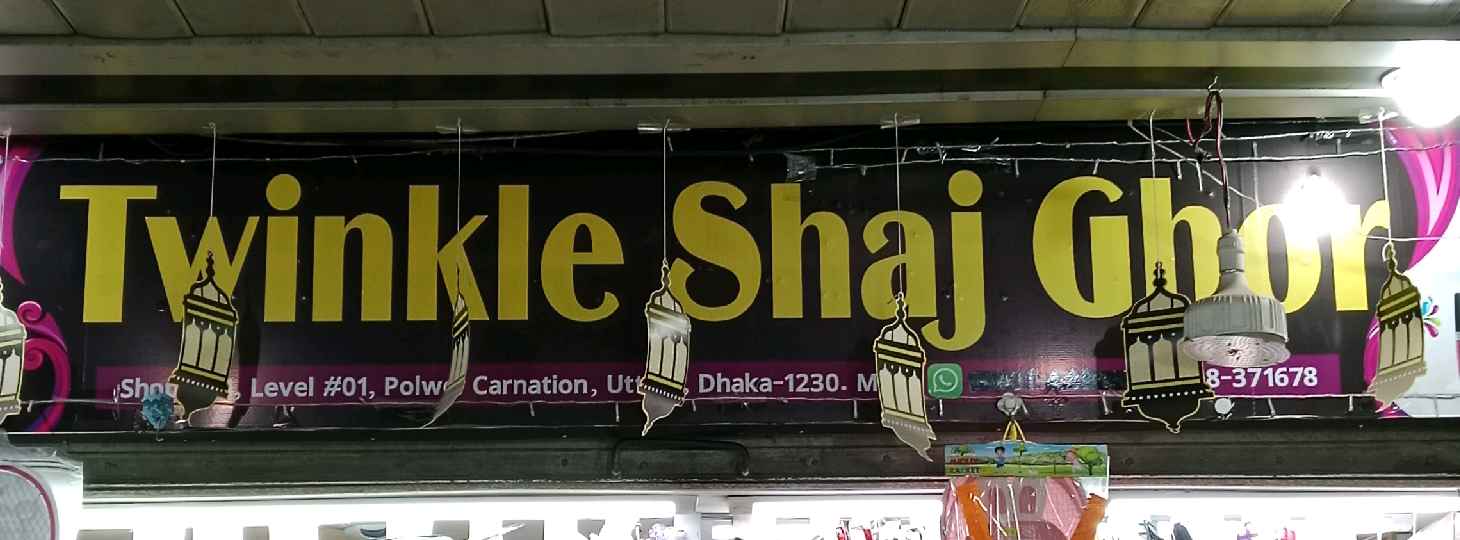 Twinkle Shaj Ghor
Level #01, Carnation, Dhaka-1230. 8-371678